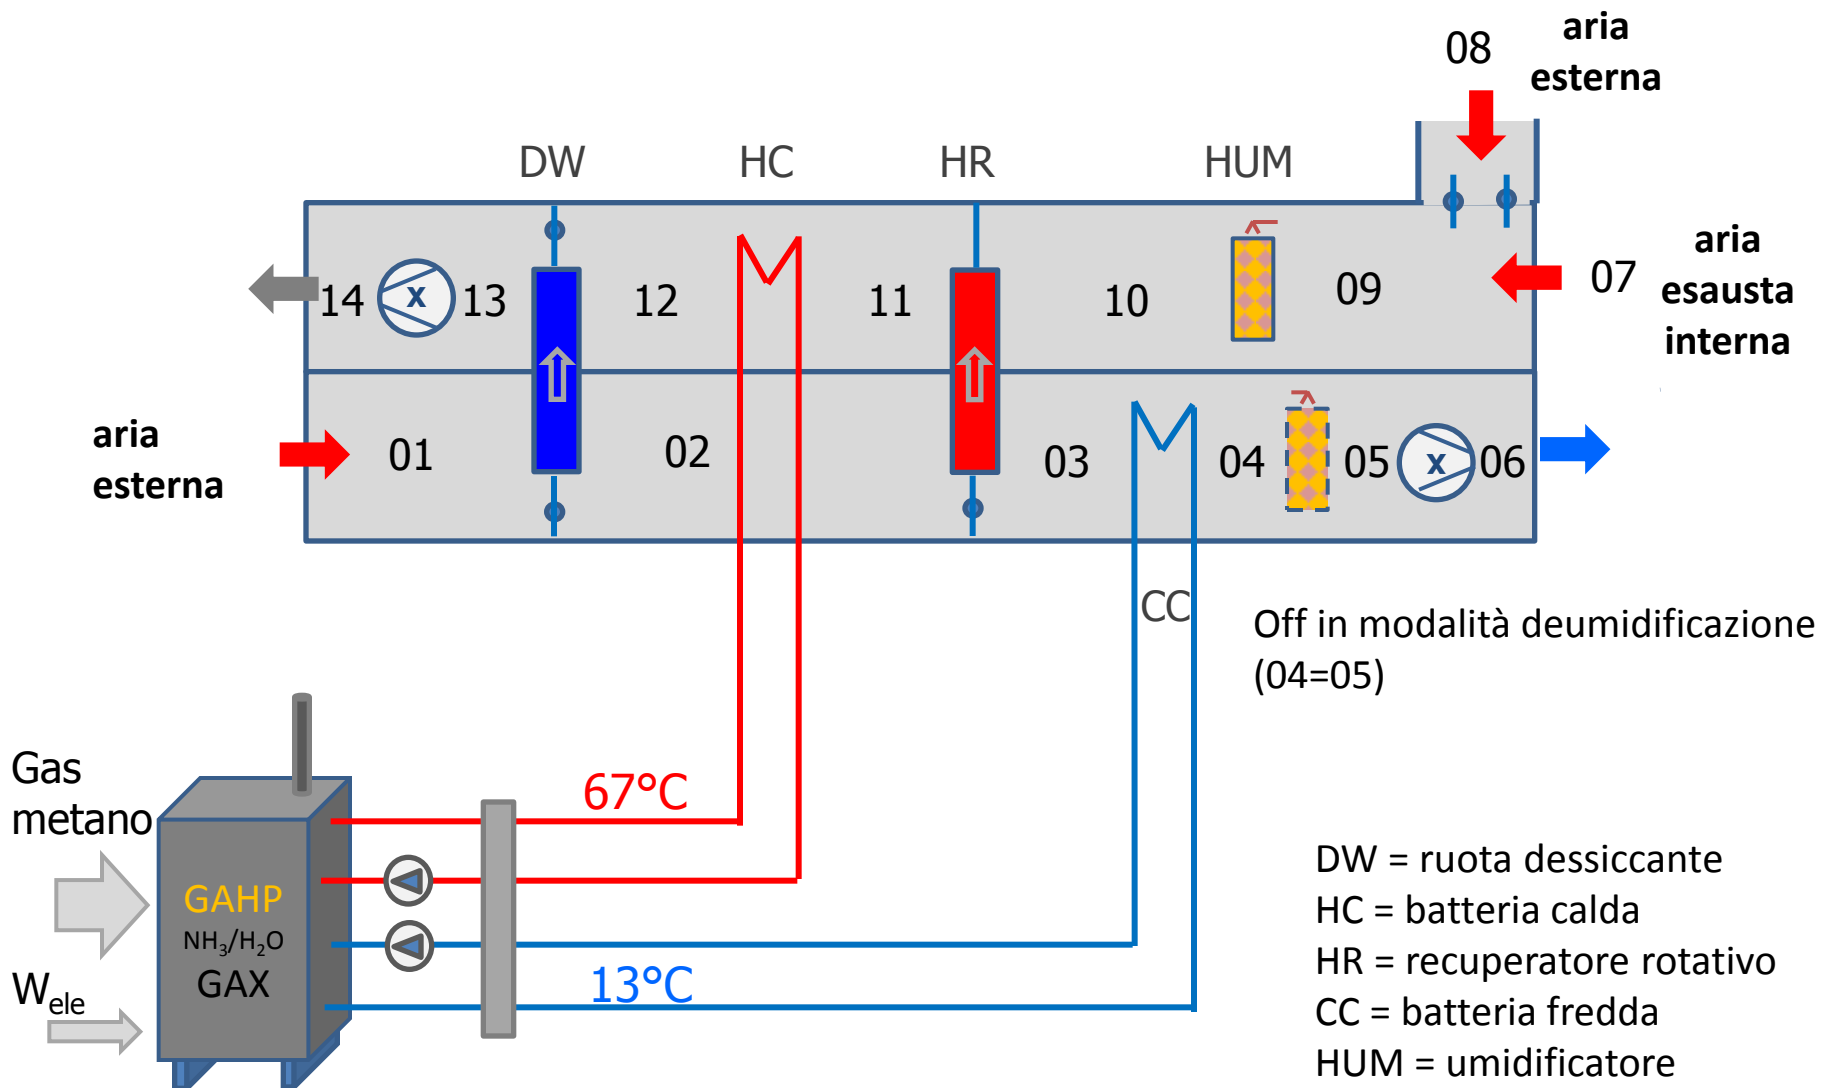 08
aria
esterna
DW
HC
HR
HUM
14
x
13
12
11
10
09
07
aria
esausta
interna
aria
esterna
01
02
03
04
05
x
06
CC
Off in modalità deumidificazione
(04=05)
Gas
metano
67°C
GAHP
NH3/H2O
GAX
Wele
13°C
DW = ruota dessiccante
HC = batteria calda
HR = recuperatore rotativo
CC = batteria fredda
HUM = umidificatore